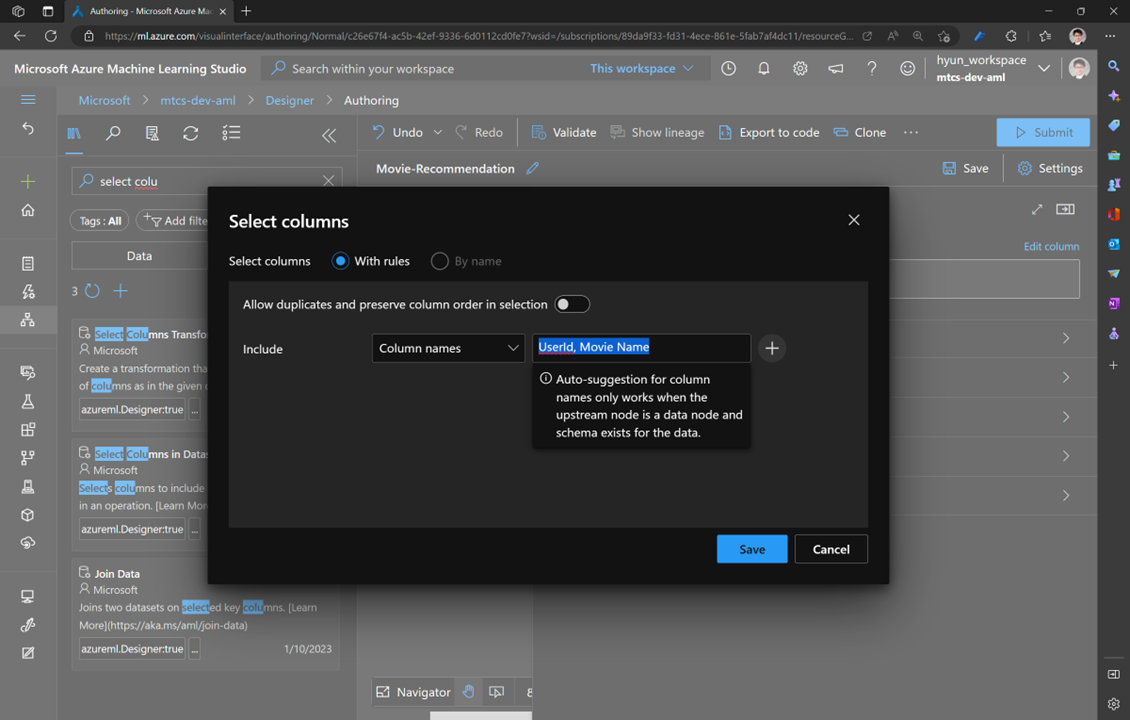 Authoring - Microsoft Azure Mac
https://ml.azure.com/visualinterface/authoring/Normal/c26e67f4-ac5b-42ef-9336-6d0112cd0fe7?wsid=/subscriptions/89da9f33-fd31-4ece-861e-5fab7af4dc11/resourceG...
Microsoft Azure Machine Learning Studio
Search within your workspace
This workspace
hyun_workspace
mtcs-dev-aml
Microsoft > mtcs-dev-aml > Designer > Authoring
Undo
Redo
Validate
Show lineage
Export to code
Clone
...
Submit
Movie-Recommendation
Save
Settings
select colu
Tags : All
Add filte
Data
3
Edit column
Select Columns Transfo
Microsoft
Create a transformation tha
of columns as in the given d
azureml.Designer:true
...
Select Columns in Datas
Microsoft
Selects columns to include
in an operation. [Learn Mor
azureml.Designer:true
...
Join Data
Microsoft
Joins two datasets on selected key columns. [Learn
More](https://aka.ms/aml/join-data)
azureml.Designer:true
...
1/10/2023
Select columns
Select columns
With rules
By name
Allow duplicates and preserve column order in selection
Include
Column names
UserId, Movie Name
Auto-suggestion for column
names only works when the
upstream node is a data node and
schema exists for the data.
Save
Cancel
Navigator